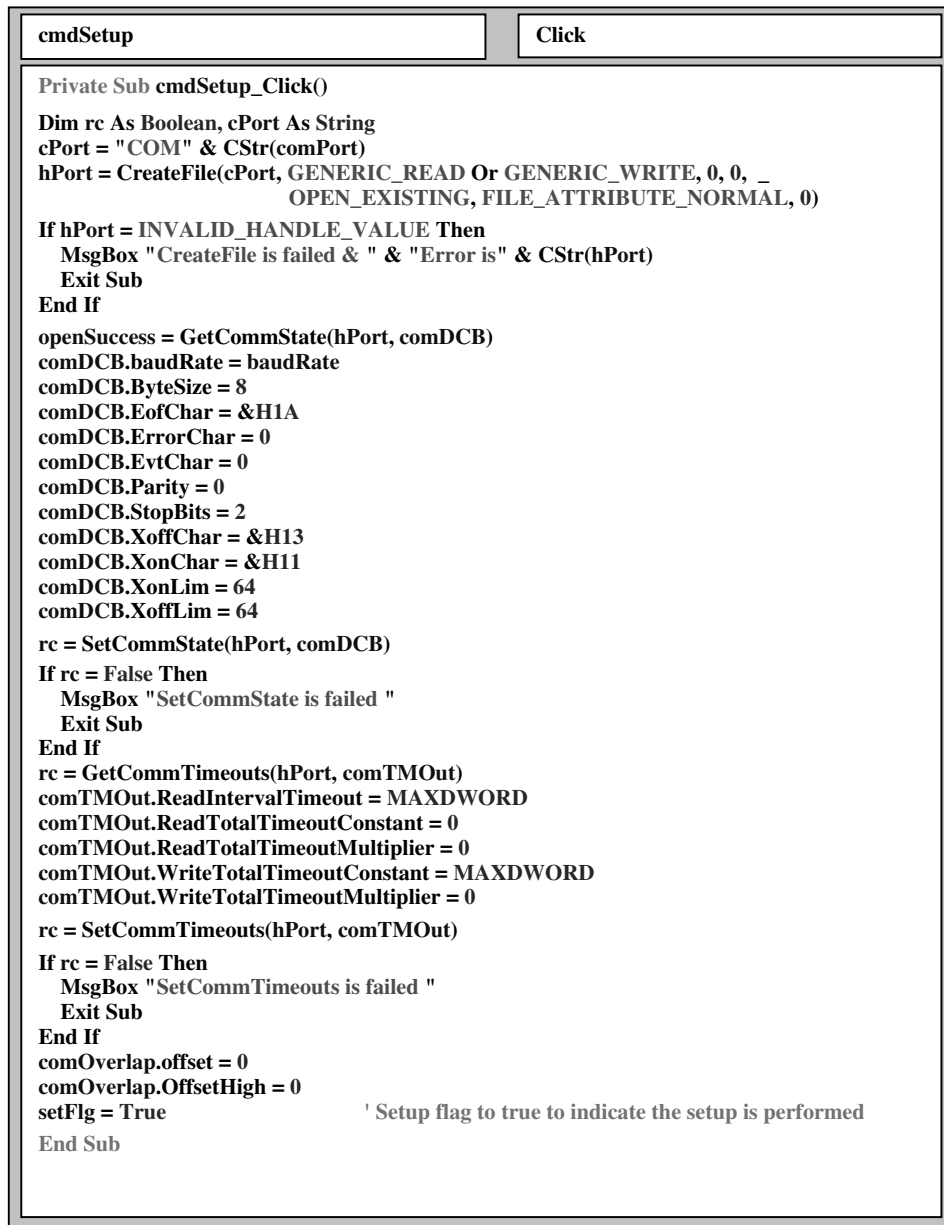 cmdSetup
Click
Private Sub cmdSetup_Click()
Dim rc As Boolean, cPort As String
cPort = "COM" & CStr(comPort)
hPort = CreateFile(cPort, GENERIC_READ Or GENERIC_WRITE, 0, 0, _
OPEN_EXISTING, FILE_ATTRIBUTE_NORMAL, 0)
If hPort = INVALID_HANDLE_VALUE Then
MsgBox "CreateFile is failed & " & "Error is" & CStr(hPort)
Exit Sub
End If
openSuccess = GetCommState(hPort, comDCB)
comDCB.baudRate = baudRate
comDCB.ByteSize = 8
comDCB.EofChar = &H1A
comDCB.ErrorChar = 0
comDCB.EvtChar = 0
comDCB.Parity = 0
comDCB.StopBits = 2
comDCB.XoffChar = &H13
comDCB.XonChar = &H11
comDCB.XonLim = 64
comDCB.XoffLim = 64
rc = SetCommState(hPort, comDCB)
If rc = False Then
MsgBox "SetCommState is failed "
Exit Sub
End If
rc = GetCommTimeouts(hPort, comTMOut)
comTMOut.ReadIntervalTimeout = MAXDWORD
comTMOut.ReadTotalTimeoutConstant = 0
comTMOut.ReadTotalTimeoutMultiplier = 0
comTMOut.WriteTotalTimeoutConstant = MAXDWORD
comTMOut.WriteTotalTimeoutMultiplier = 0
rc = SetCommTimeouts(hPort, comTMOut)
If rc = False Then
MsgBox "SetCommTimeouts is failed "
Exit Sub
End If
comOverlap.offset = 0
comOverlap.OffsetHigh = 0
setFlg = True ' Setup flag to true to indicate the setup is performed
End Sub